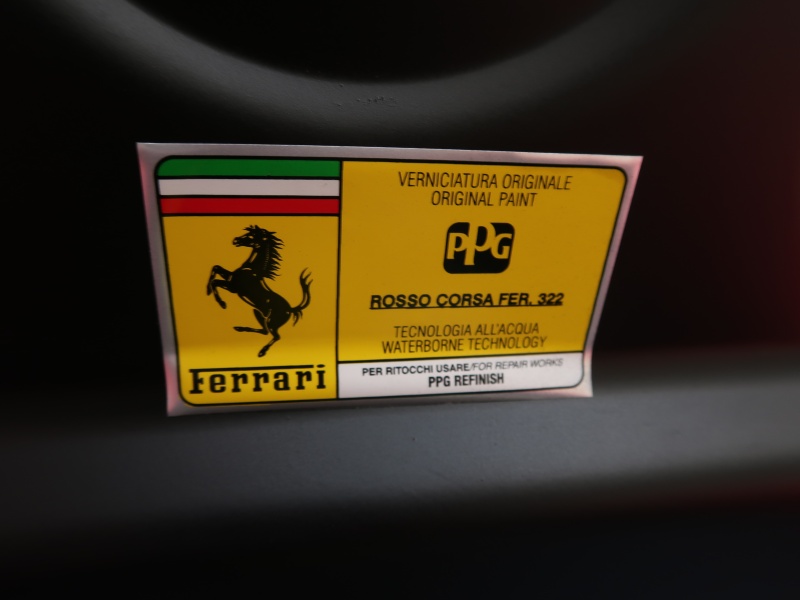 Ferrari
VERNICIATURA ORIGINALE
ORIGINAL PAINT
PPG
ROSSO CORSA FER. 322
TECNOLOGIA ALL'ACQUA
WATERBORNE TECHNOLOGY
PER RITOCCHI USARE/FOR REPAIR WORKS
PPG REFINISH